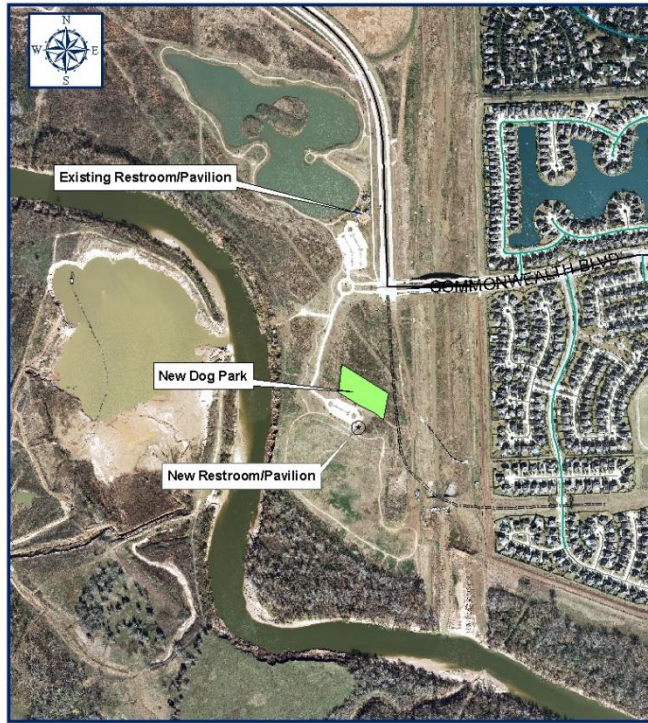 N
W E
S
Existing Restroom/Pavilion
COMMONWEALTH BLVD
New Dog Park
New Restroom/Pavilion